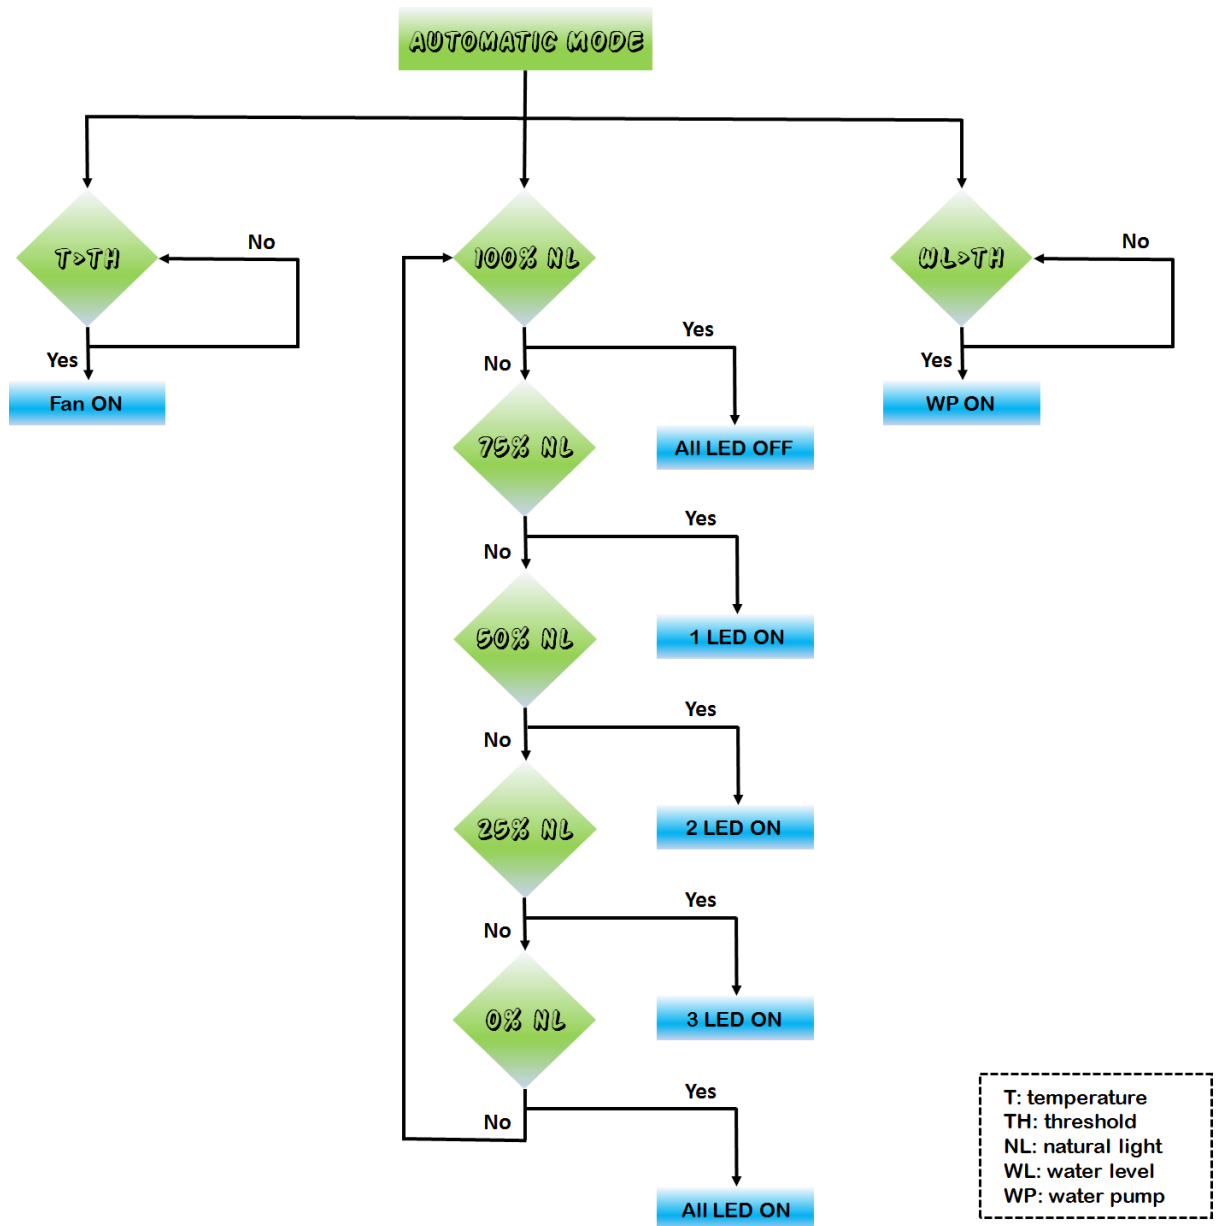 AUTOMATIC MODE
T>TH
No
Yes
Fan ON
100% NL
Yes
No
All LED OFF
75% NL
Yes
No
1 LED ON
50% NL
Yes
No
2 LED ON
25% NL
Yes
No
3 LED ON
0% NL
Yes
No
All LED ON
WL>TH
No
Yes
WP ON
T: temperature
TH: threshold
NL: natural light
WL: water level
WP: water pump